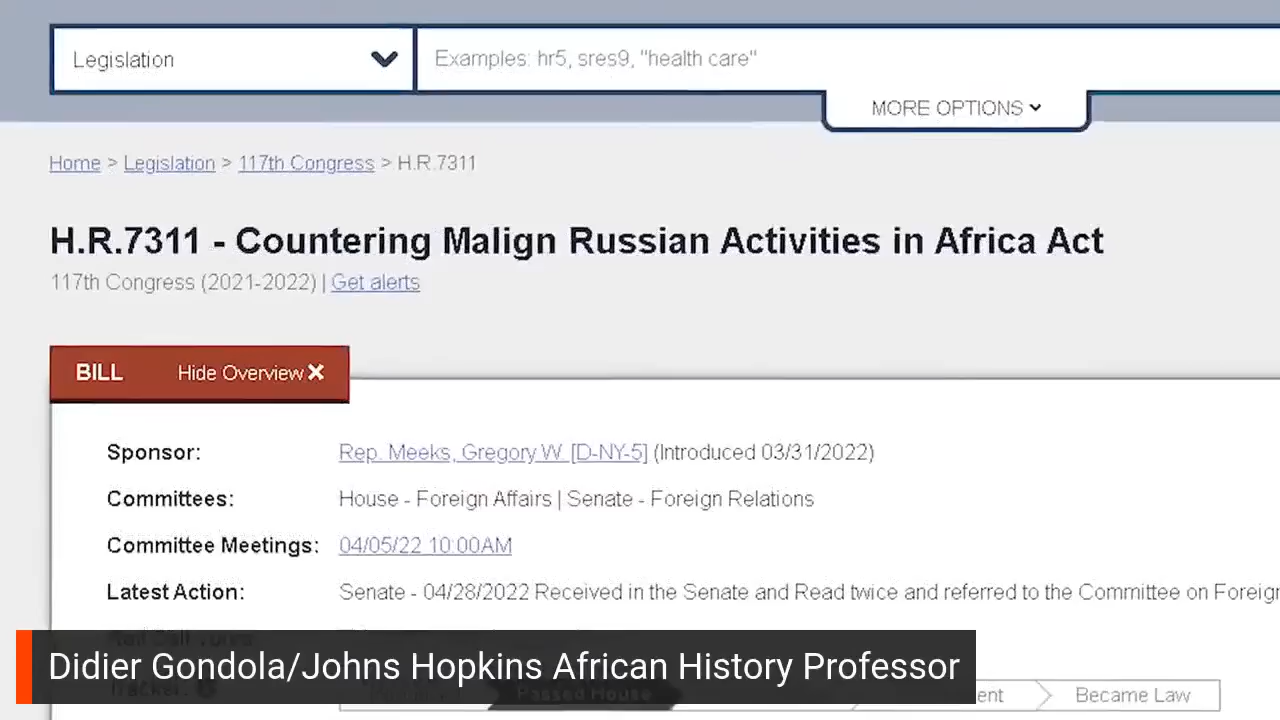 Legislation
Examples: hr5, sres9, "health care"
MORE OPTIONS
Home > Legislation > 117th Congress > H.R.7311
H.R.7311 - Countering Malign Russian Activities in Africa Act
117th Congress (2021-2022) | Get alerts
BILL Hide Overview
Sponsor: Rep. Meeks, Gregory W. [D-NY-5] (Introduced 03/31/2022)
Committees: House - Foreign Affairs | Senate - Foreign Relations
Committee Meetings: 04/05/22 10:00AM
Latest Action: Senate - 04/28/2022 Received in the Senate and Read twice and referred to the Committee on Foreign
Didier Gondola/Johns Hopkins African History Professor
Tracker: Passed House Became Law